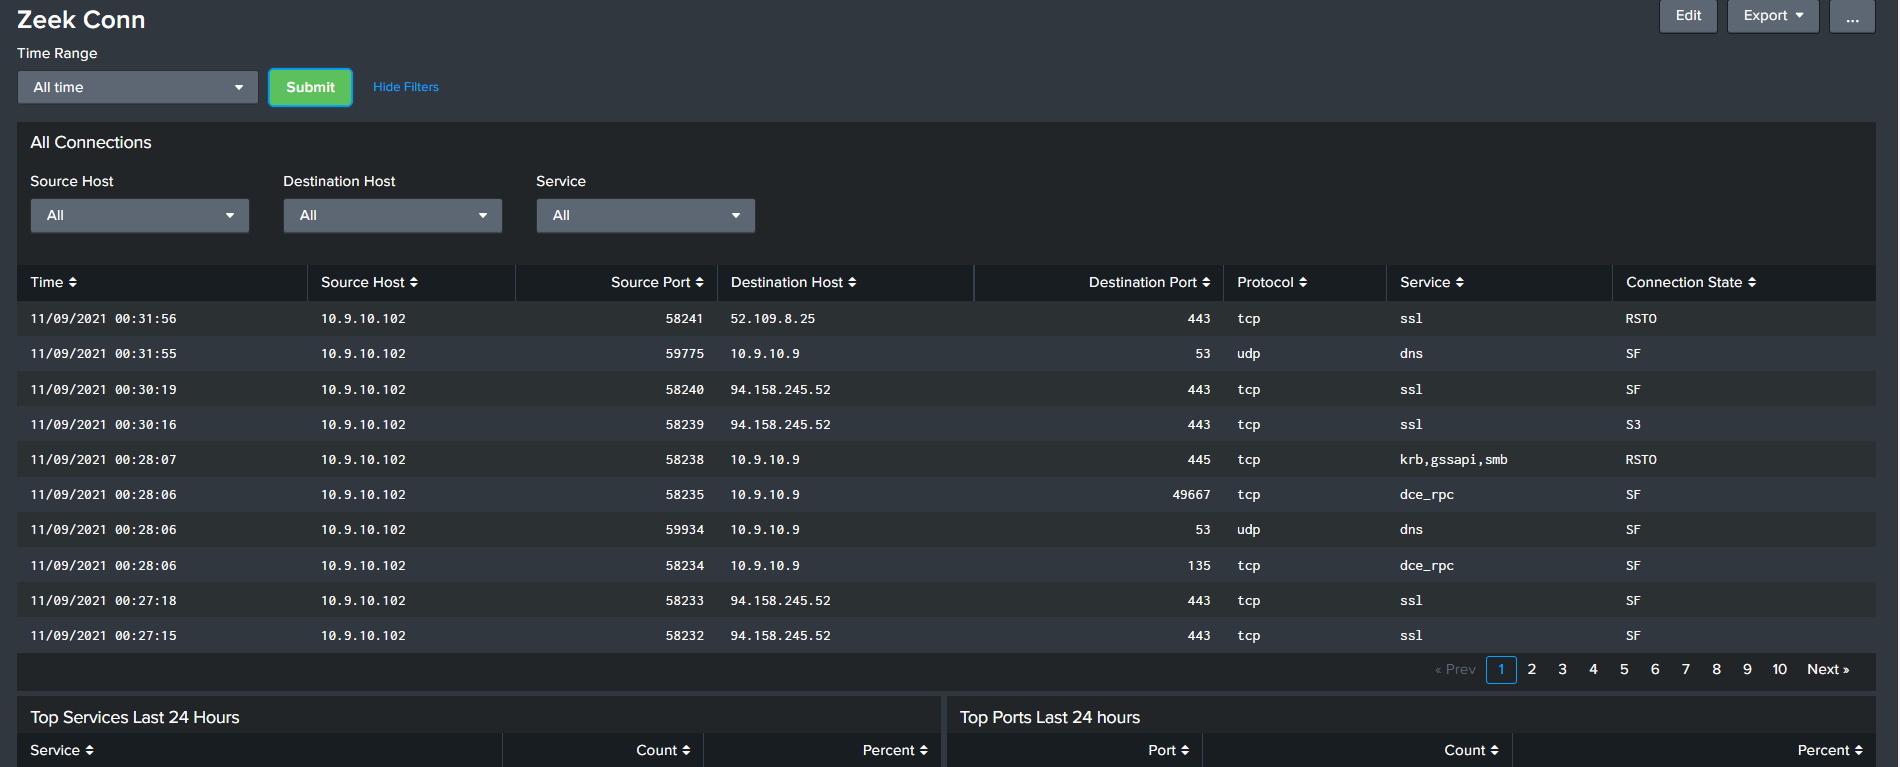 Zeek Conn
Edit Export ...
Time Range
All time Submit Hide Filters
All Connections
Source Host Destination Host Service
All All All
Time Source Host Source Port Destination Host Destination Port Protocol Service Connection State
11/09/2021 00:31:56 10.9.10.102 58241 52.109.8.25 443 tcp ssl RSTO
11/09/2021 00:31:55 10.9.10.102 59775 10.9.10.9 53 udp dns SF
11/09/2021 00:30:19 10.9.10.102 58240 94.158.245.52 443 tcp ssl SF
11/09/2021 00:30:16 10.9.10.102 58239 94.158.245.52 443 tcp ssl S3
11/09/2021 00:28:07 10.9.10.102 58238 10.9.10.9 445 tcp krb,gssapi,smb RSTO
11/09/2021 00:28:06 10.9.10.102 58235 10.9.10.9 49667 tcp dce_rpc SF
11/09/2021 00:28:06 10.9.10.102 59934 10.9.10.9 53 udp dns SF
11/09/2021 00:28:06 10.9.10.102 58234 10.9.10.9 135 tcp dce_rpc SF
11/09/2021 00:27:18 10.9.10.102 58233 94.158.245.52 443 tcp ssl SF
11/09/2021 00:27:15 10.9.10.102 58232 94.158.245.52 443 tcp ssl SF
« Prev 1 2 3 4 5 6 7 8 9 10 Next »
Top Services Last 24 Hours Top Ports Last 24 hours
Service Count Percent Port Count Percent